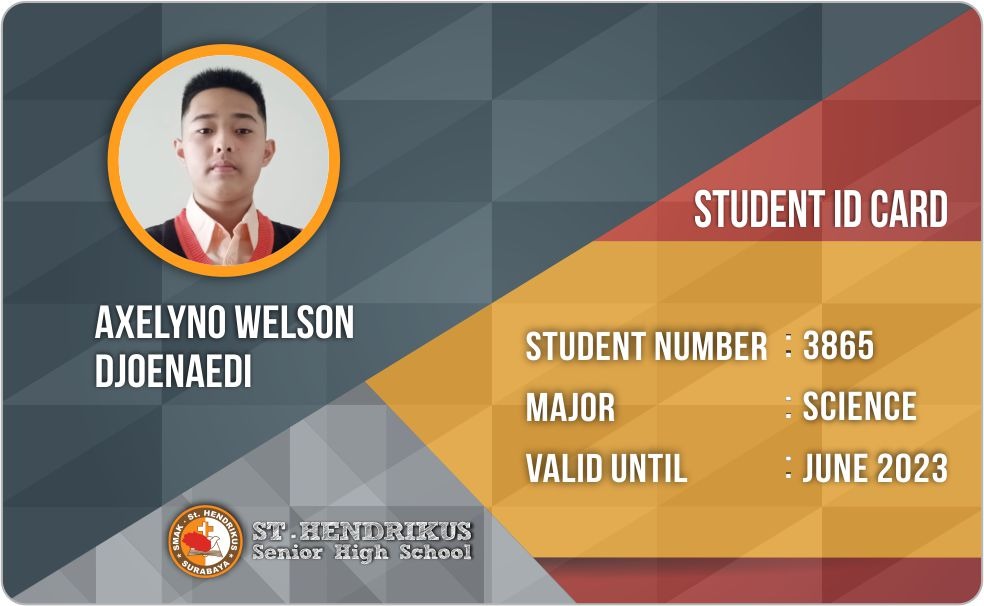 STUDENT ID CARD
AXELYNO WELSON
DJOENAEDI
STUDENT NUMBER : 3865
MAJOR : SCIENCE
VALID UNTIL : JUNE 2023
SMAK · St. HENDRIKUS
SURABAYA
ST. HENDRIKUS
Senior High School